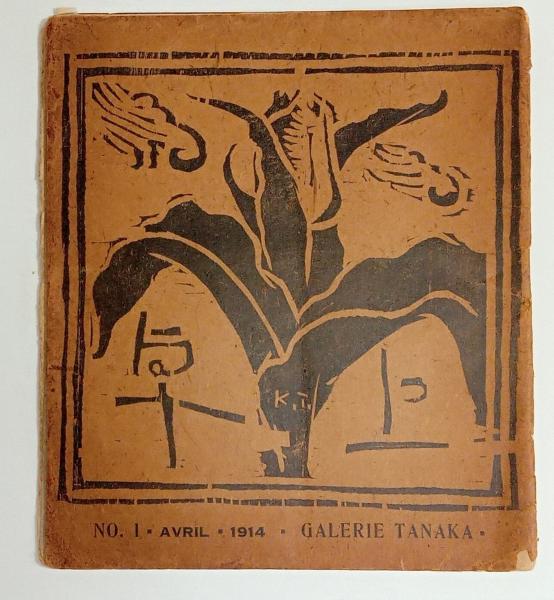 K.T.
NO. 1 • AVRIL • 1914 • GALERIE TANAKA •